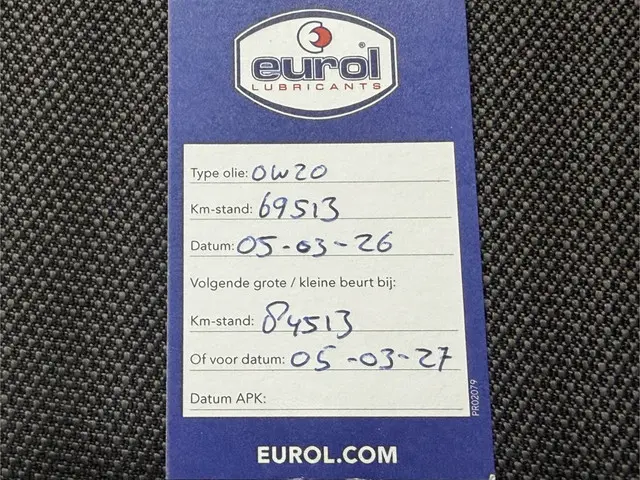 eurol®
LUBRICANTS
Type olie: 0W20
Km-stand: 69513
Datum: 05-03-26
Volgende grote / kleine beurt bij:
Km-stand: 84513
Of voor datum: 05-03-27
Datum APK:
PR02079
EUROL.COM